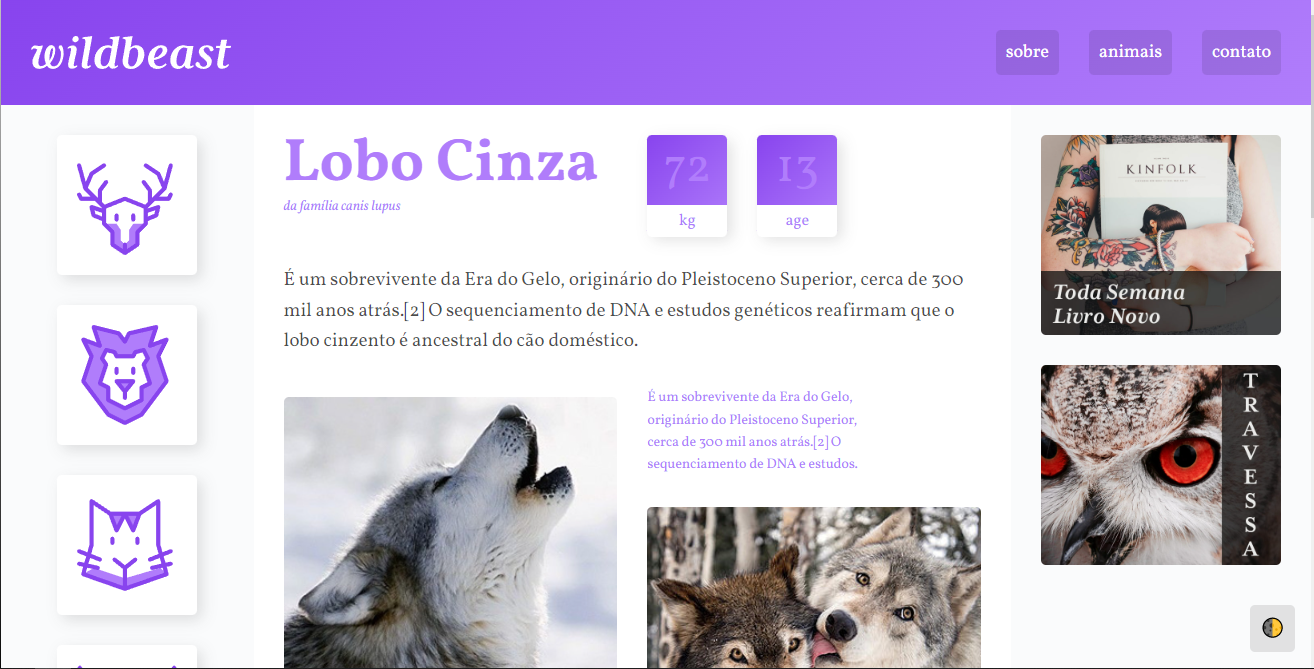 wildbeast
sobre
animais
contato
Lobo Cinza
da família canis lupus
72
kg
13
age
É um sobrevivente da Era do Gelo, originário do Pleistoceno Superior, cerca de 300
mil anos atrás.[2] O sequenciamento de DNA e estudos genéticos reafirmam que o
lobo cinzento é ancestral do cão doméstico.
É um sobrevivente da Era do Gelo,
originário do Pleistoceno Superior,
cerca de 300 mil anos atrás.[2] O
sequenciamento de DNA e estudos.
KINFOLK
Toda Semana
Livro Novo
TRAVESSA